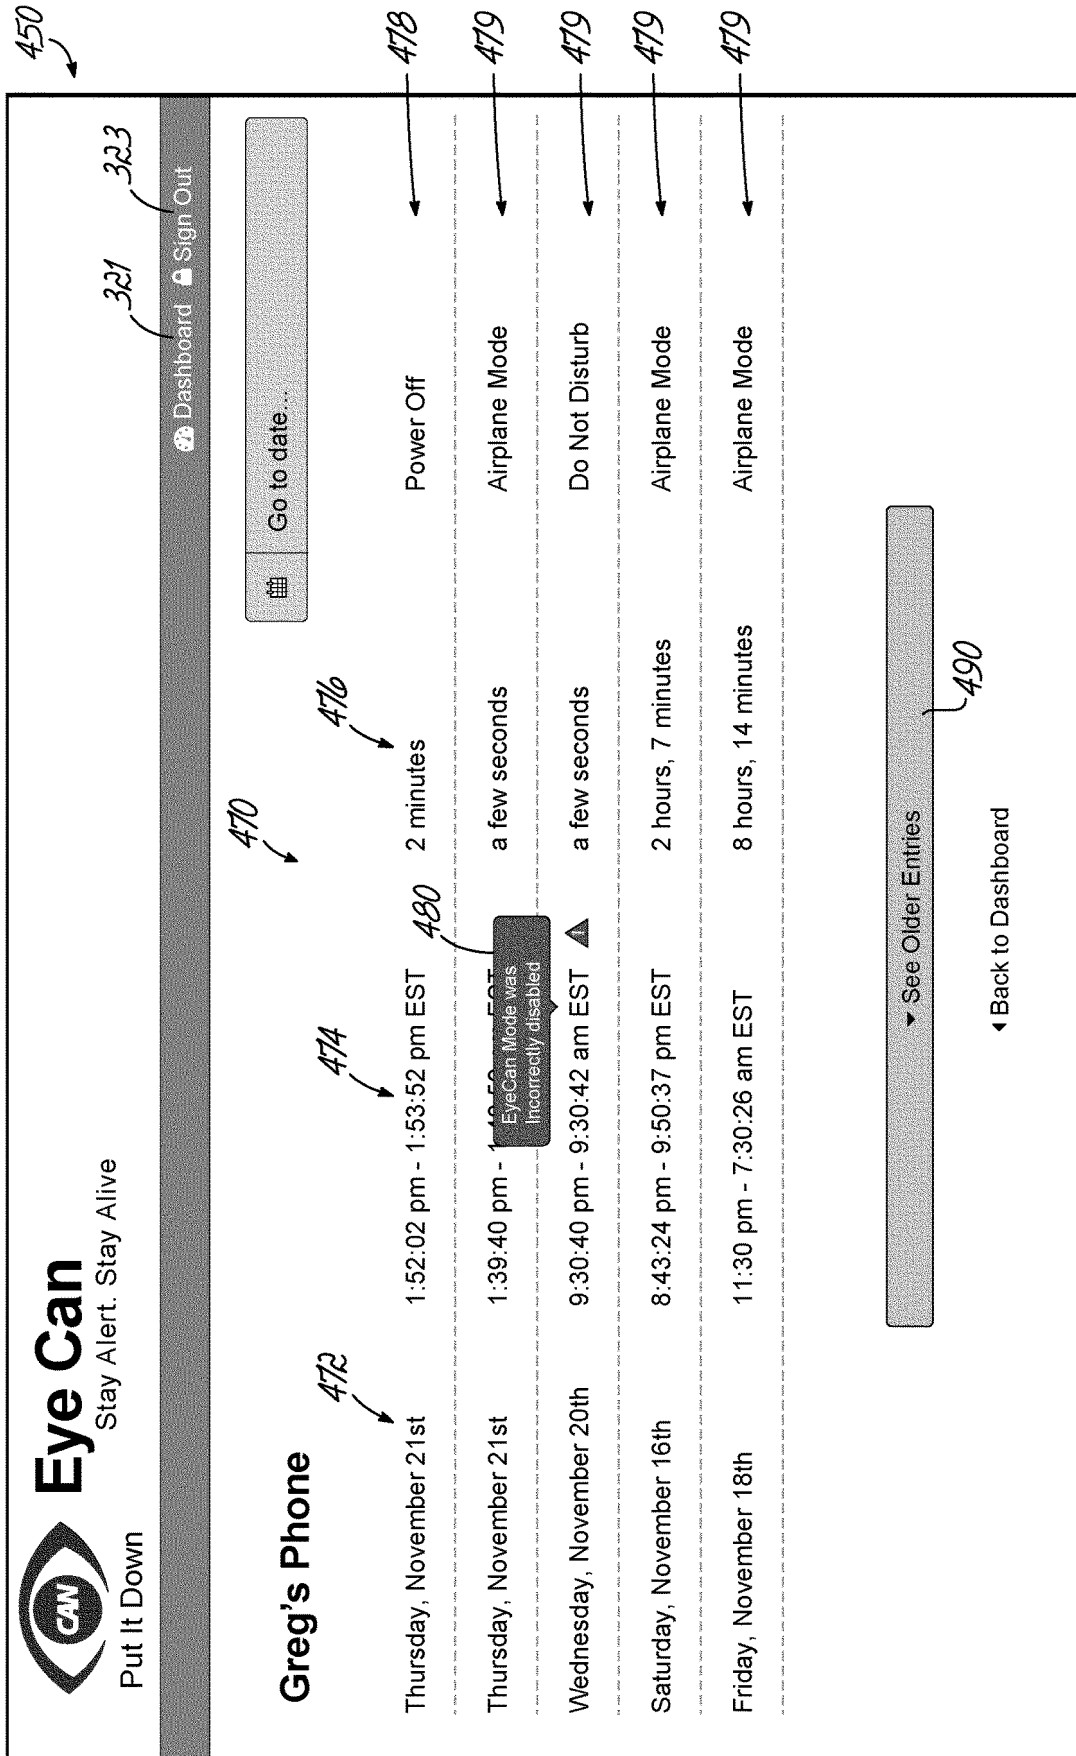 450
CAN
Put It Down
Eye Can
Stay Alert. Stay Alive
321
323
Dashboard
Sign Out
Greg's Phone
Go to date...
472
474
470
476
Thursday, November 21st 1:52:02 pm - 1:53:52 pm EST 2 minutes Power Off 478
480
Thursday, November 21st 1:39:40 pm - EST a few seconds Airplane Mode 479
EyeCan Mode was
Incorrectly disabled
Wednesday, November 20th 9:30:40 pm - 9:30:42 am EST a few seconds Do Not Disturb 479
Saturday, November 16th 8:43:24 pm - 9:50:37 pm EST 2 hours, 7 minutes Airplane Mode 479
Friday, November 18th 11:30 pm - 7:30:26 am EST 8 hours, 14 minutes Airplane Mode 479
See Older Entries
490
Back to Dashboard